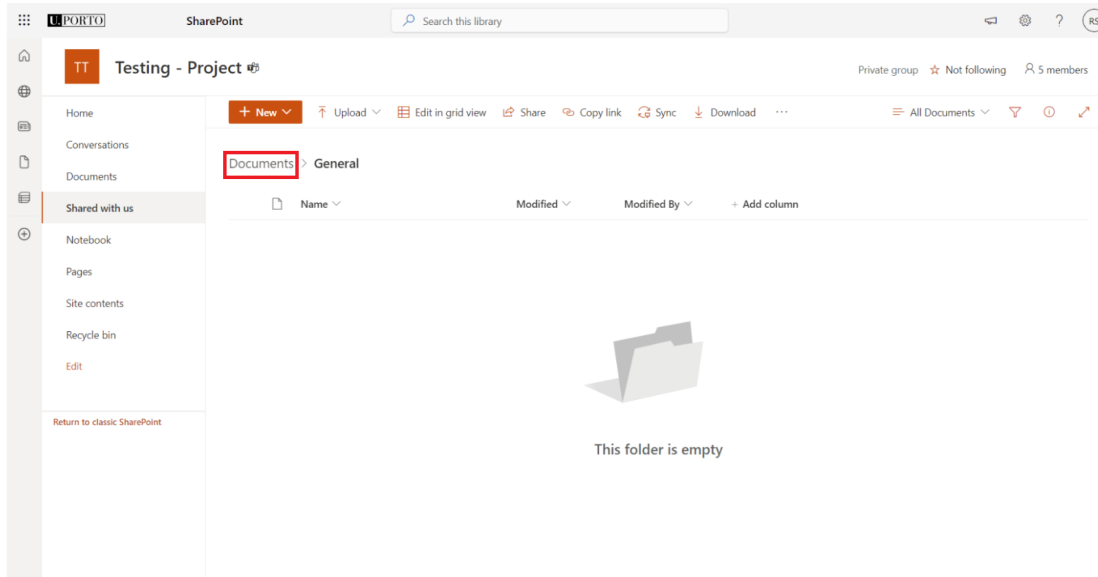 U. PORTO
SharePoint
Search this library
?
RS
TT
Testing - Project
Private group
Not following
5 members
Home
Conversations
Documents
Shared with us
Notebook
Pages
Site contents
Recycle bin
Edit
Return to classic SharePoint
+ New
Upload
Edit in grid view
Share
Copy link
Sync
Download
...
All Documents
Documents > General
Name
Modified
Modified By
+ Add column
This folder is empty